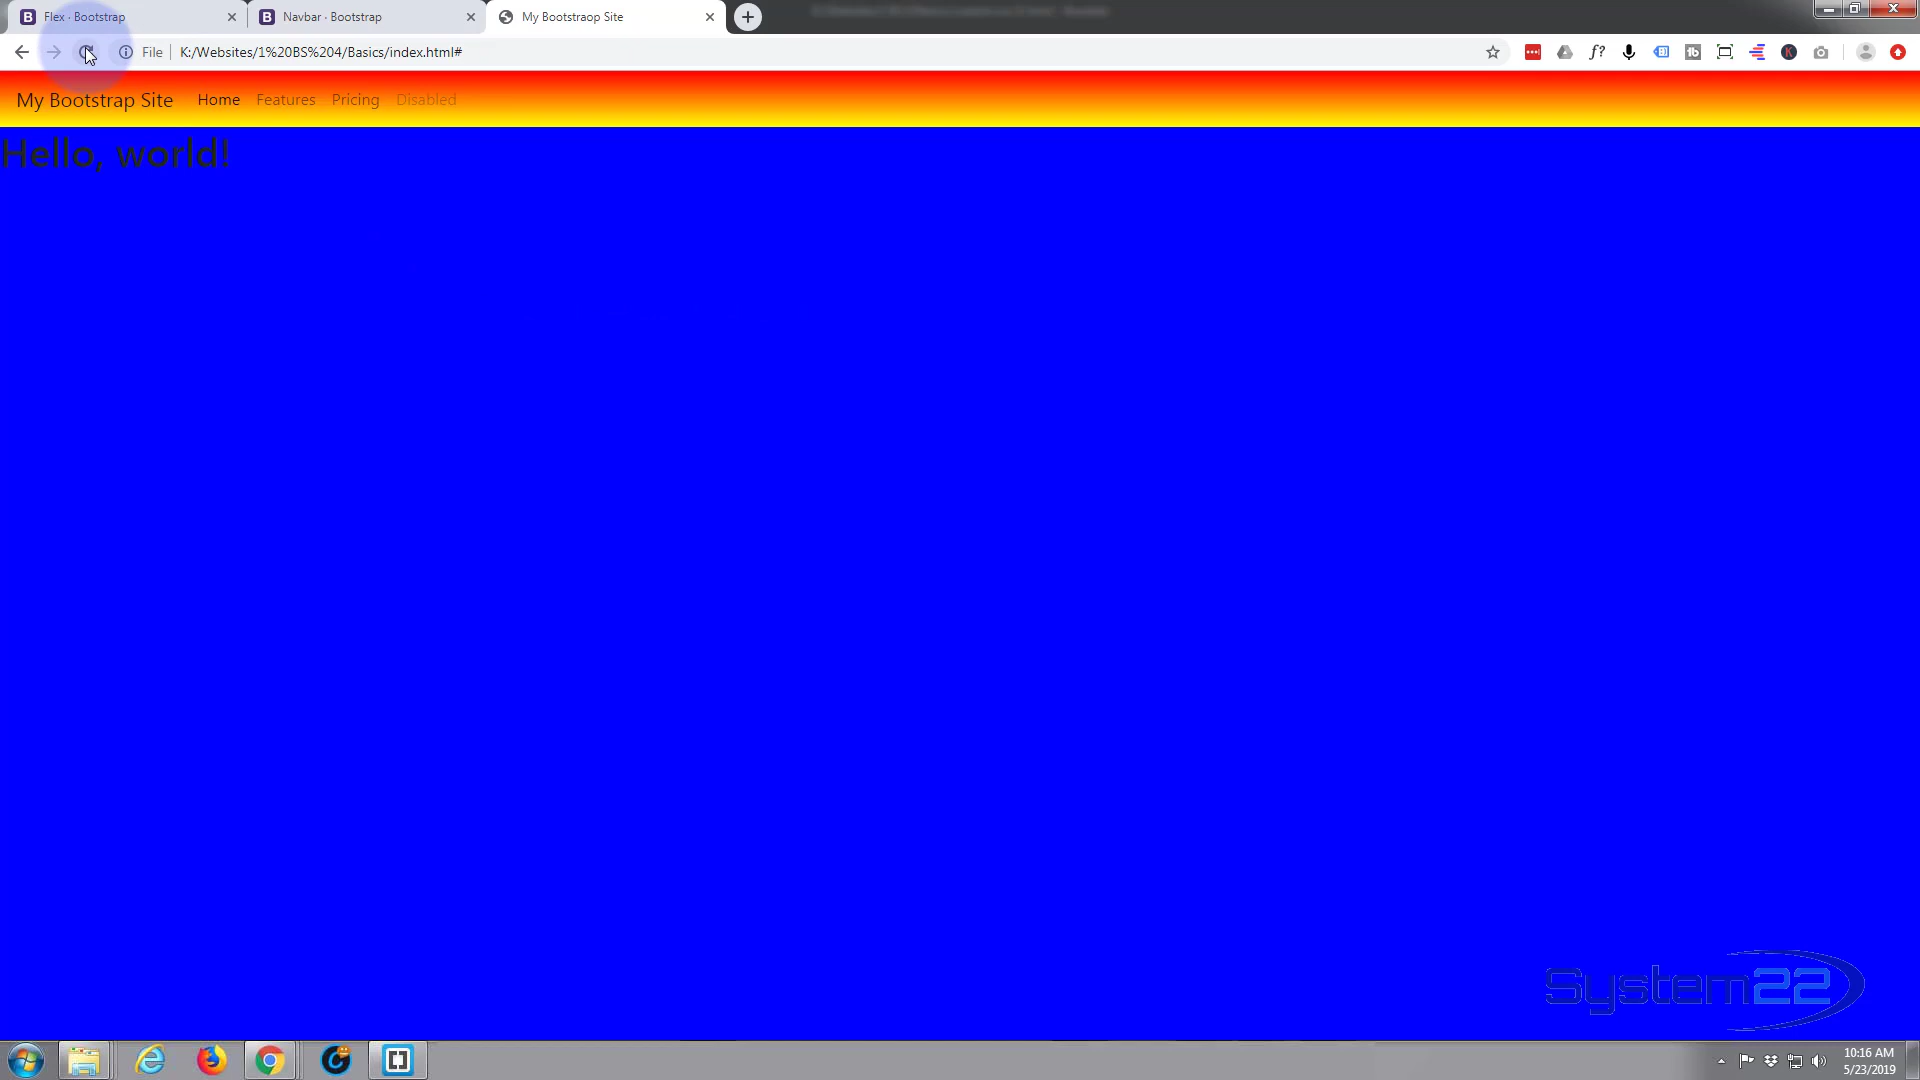 Flex · Bootstrap
Navbar · Bootstrap
My Bootstraop Site
File
K:/Websites/1%20BS%204/Basics/index.html#
My Bootstrap Site
Home
Features
Pricing
Disabled
Hello, world!
System22
10:16 AM
5/23/2019